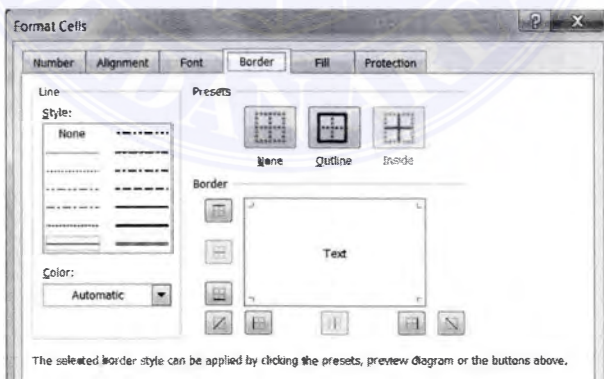 Format Cells
Number Alignment Font Border Fill Protection
Line
Style:
None
Color:
Automatic
Presets
None Outline Inside
Border
Text
The selected border style can be applied by clicking the presets, preview diagram or the buttons above.